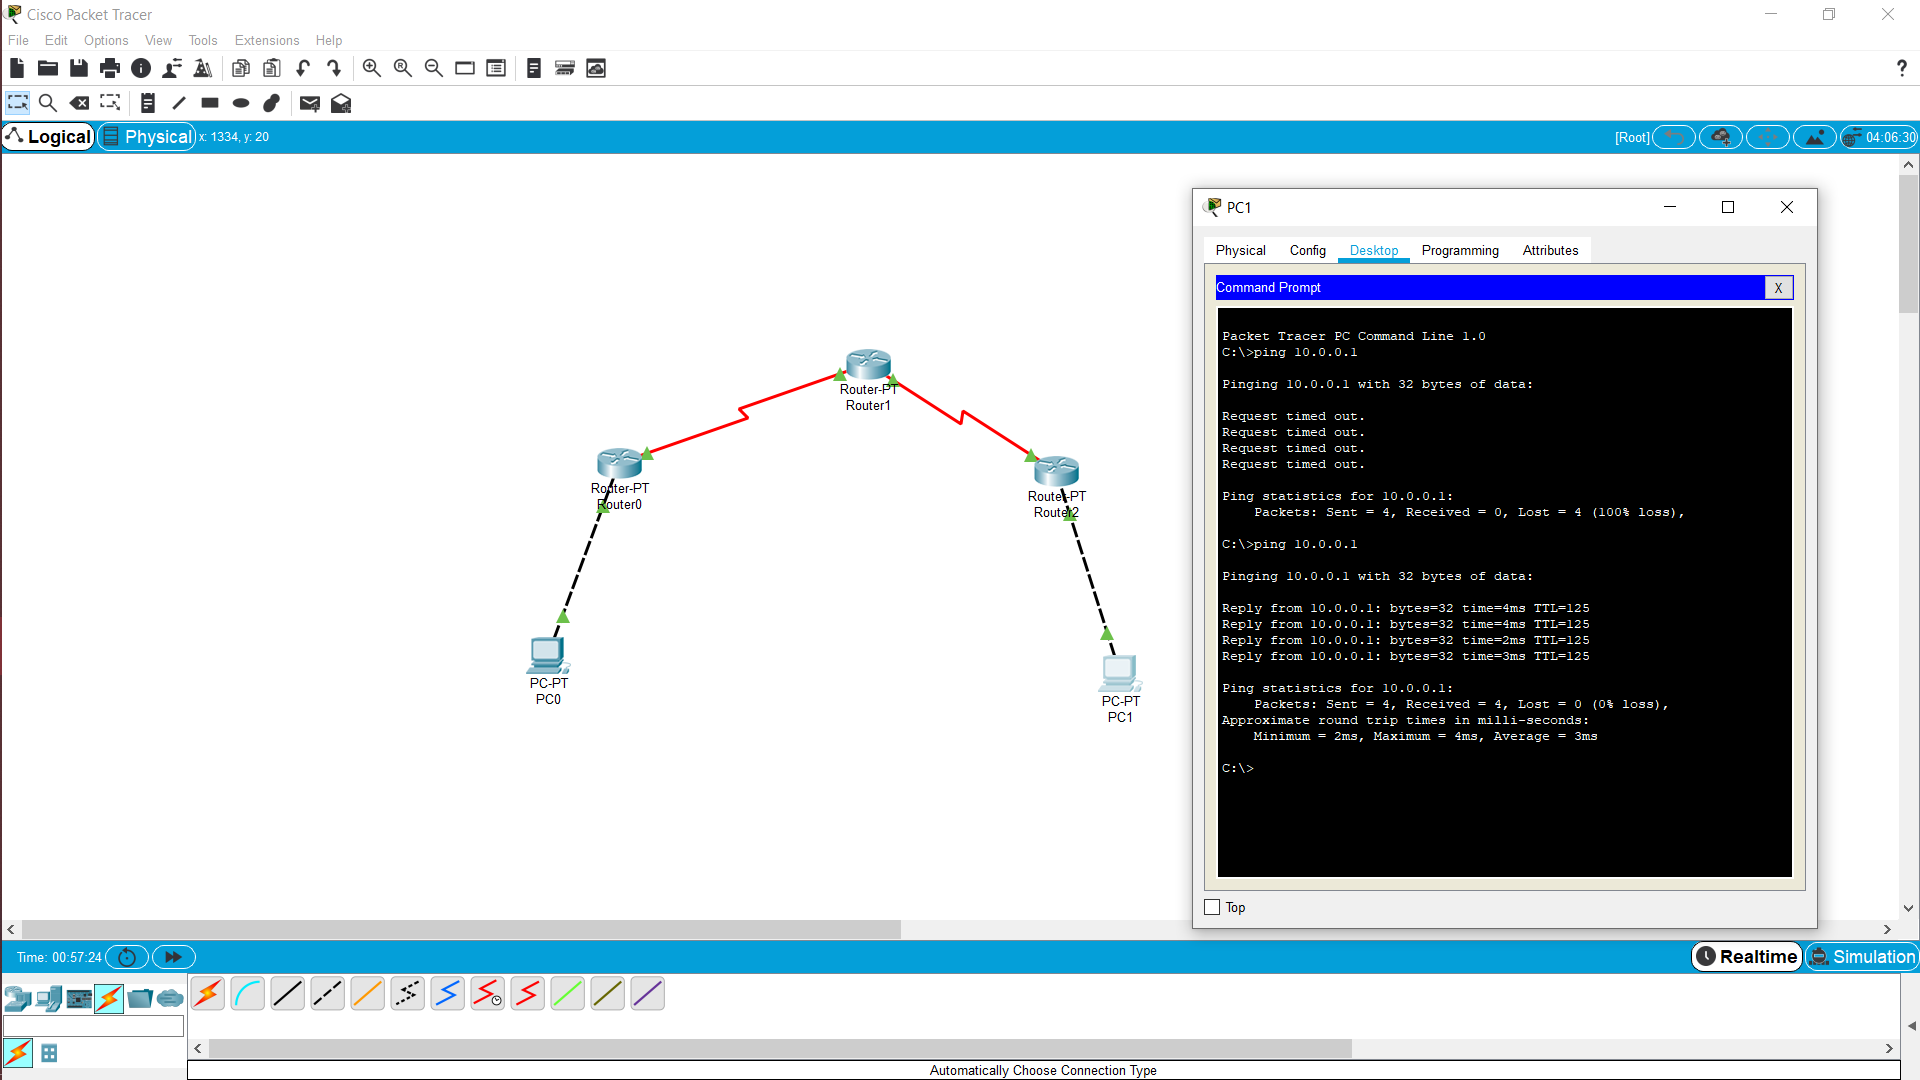 Cisco Packet Tracer
File Edit Options View Tools Extensions Help
?
Logical Physical x: 1334, y: 20 [Root] 04:06:30
Router-PT
Router1
Router-PT
Router0
Router-PT
Router2
PC-PT
PC0
PC-PT
PC1
PC1
Physical Config Desktop Programming Attributes
Command Prompt X
Packet Tracer PC Command Line 1.0
C:\>ping 10.0.0.1
Pinging 10.0.0.1 with 32 bytes of data:
Request timed out.
Request timed out.
Request timed out.
Request timed out.
Ping statistics for 10.0.0.1:
Packets: Sent = 4, Received = 0, Lost = 4 (100% loss),
C:\>ping 10.0.0.1
Pinging 10.0.0.1 with 32 bytes of data:
Reply from 10.0.0.1: bytes=32 time=4ms TTL=125
Reply from 10.0.0.1: bytes=32 time=4ms TTL=125
Reply from 10.0.0.1: bytes=32 time=2ms TTL=125
Reply from 10.0.0.1: bytes=32 time=3ms TTL=125
Ping statistics for 10.0.0.1:
Packets: Sent = 4, Received = 4, Lost = 0 (0% loss),
Approximate round trip times in milli-seconds:
Minimum = 2ms, Maximum = 4ms, Average = 3ms
C:\>
Top
Time: 00:57:24 Realtime Simulation
Automatically Choose Connection Type